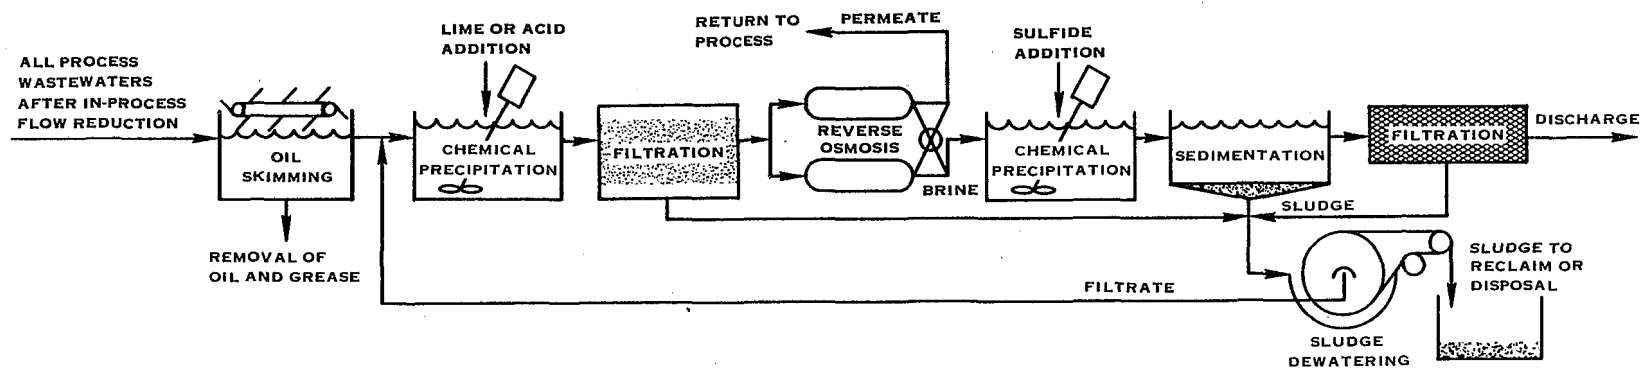 ALL PROCESS
WASTEWATERS
AFTER IN-PROCESS
FLOW REDUCTION
OIL
SKIMMING
REMOVAL OF
OIL AND GREASE
LIME OR ACID
ADDITION
CHEMICAL
PRECIPITATION
FILTRATION
RETURN TO
PROCESS
PERMEATE
REVERSE
OSMOSIS
BRINE
SULFIDE
ADDITION
CHEMICAL
PRECIPITATION
SEDIMENTATION
FILTRATION
DISCHARGE
SLUDGE
FILTRATE
SLUDGE TO
RECLAIM OR
DISPOSAL
SLUDGE
DEWATERING